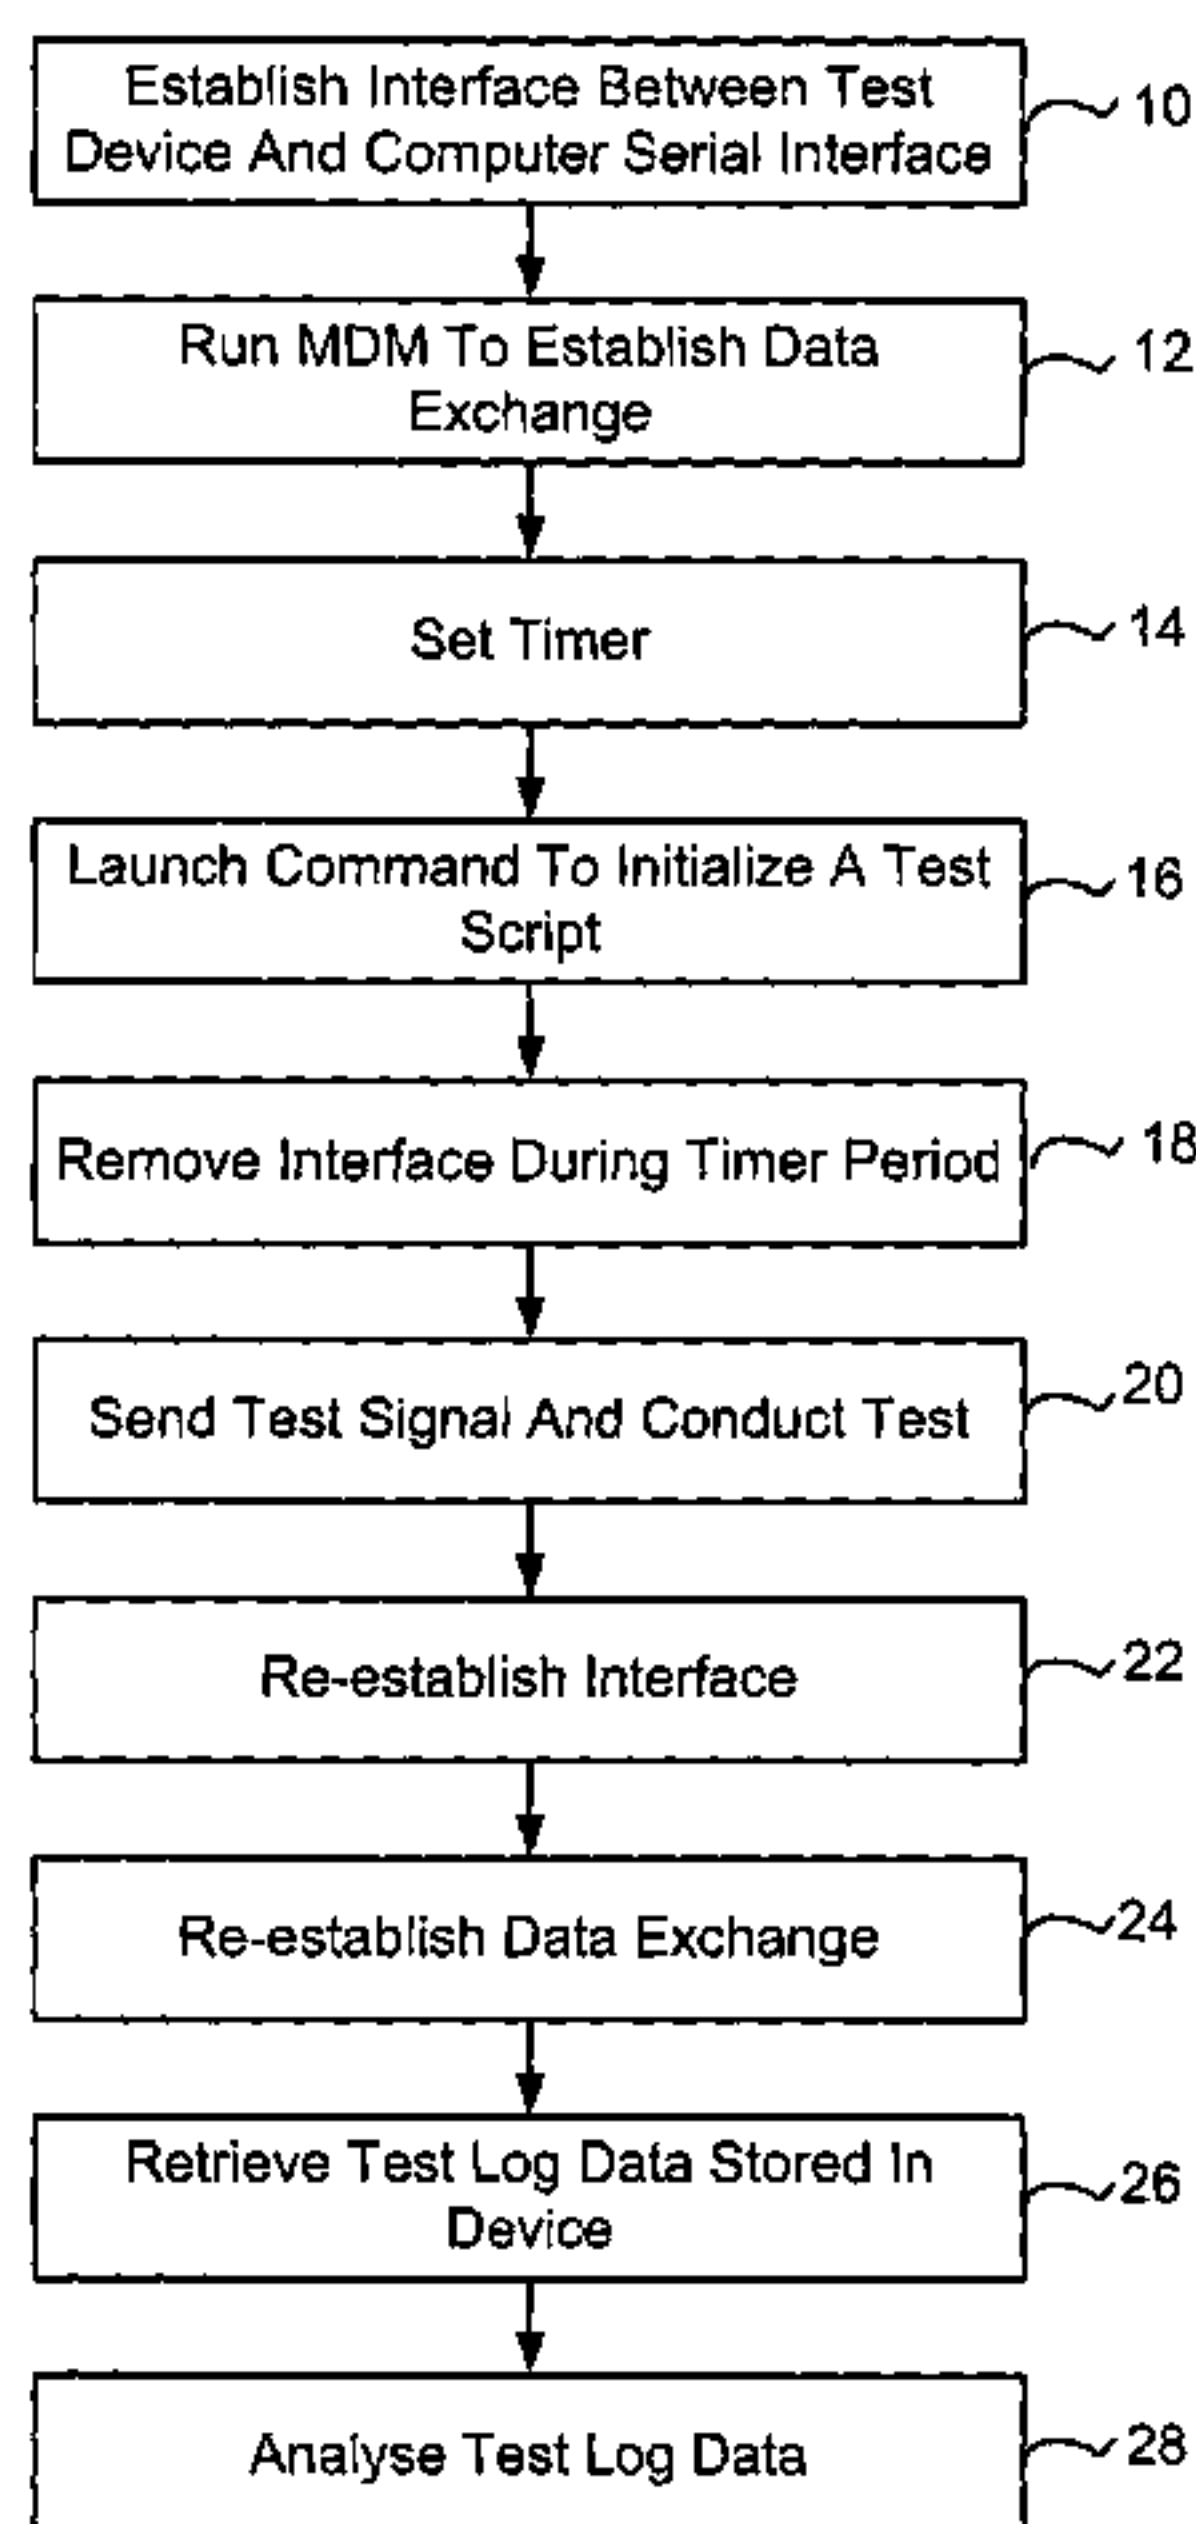 Establish Interface Between Test
Device And Computer Serial Interface
10
Run MDM To Establish Data
Exchange
12
Set Timer
14
Launch Command To Initialize A Test
Script
16
Remove Interface During Timer Period
18
Send Test Signal And Conduct Test
20
Re-establish Interface
22
Re-establish Data Exchange
24
Retrieve Test Log Data Stored In
Device
26
Analyse Test Log Data
28